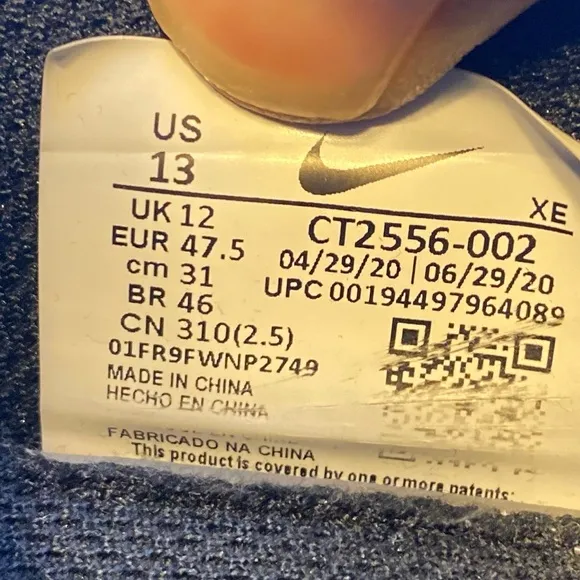 US
13
XE
UK 12
EUR 47.5
cm 31
BR 46
CN 310(2.5)
CT2556-002
04/29/20 | 06/29/20
UPC 00194497964089
01FR9FWNP2749
MADE IN CHINA
HECHO EN CHINA
FABRICADO NA CHINA
This product is covered by one or more patents: